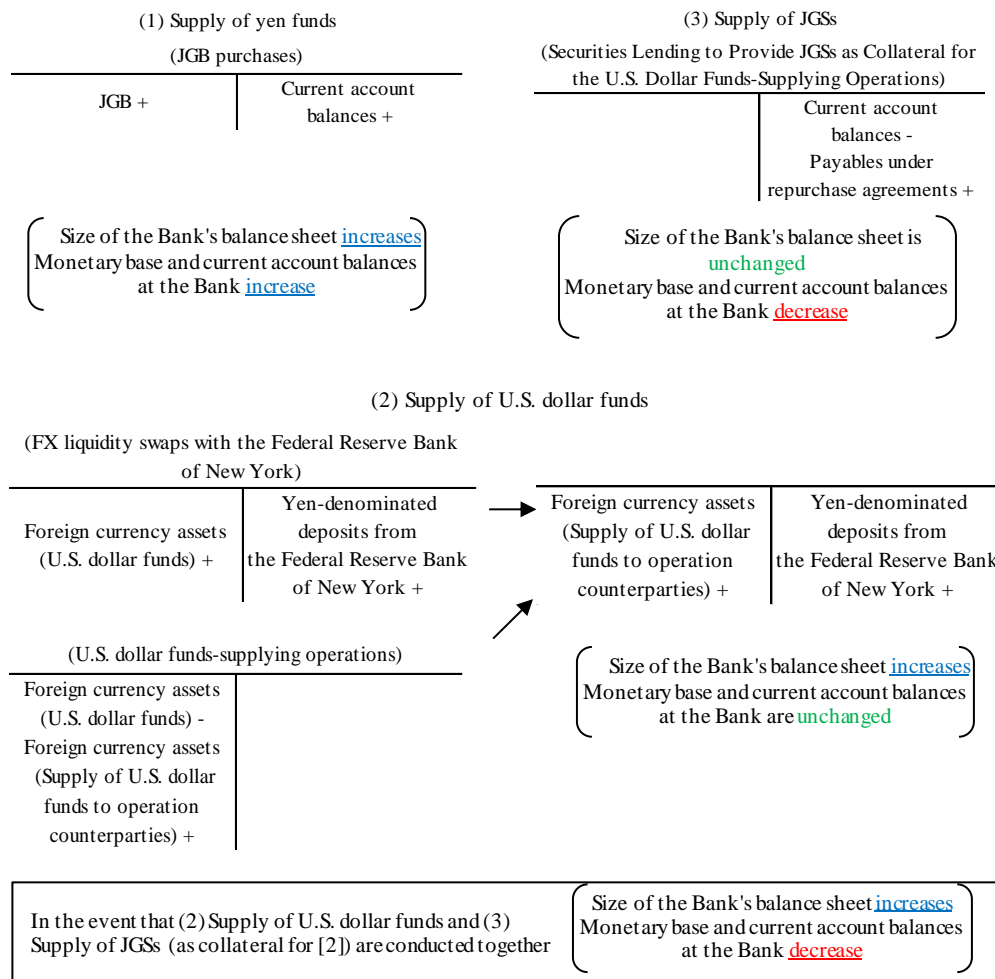 (1) Supply of yen funds
(JGB purchases)
JGB +
Current account
balances +
Size of the Bank's balance sheet increases
Monetary base and current account balances
at the Bank increase
(3) Supply of JGSs
(Securities Lending to Provide JGSs as Collateral for
the U.S. Dollar Funds-Supplying Operations)
Current account
balances -
Payables under
repurchase agreements +
Size of the Bank's balance sheet is
unchanged
Monetary base and current account balances
at the Bank decrease
(2) Supply of U.S. dollar funds
(FX liquidity swaps with the Federal Reserve Bank
of New York)
Foreign currency assets
(U.S. dollar funds) +
Yen-denominated
deposits from
the Federal Reserve Bank
of New York +
(U.S. dollar funds-supplying operations)
Foreign currency assets
(U.S. dollar funds) -
Foreign currency assets
(Supply of U.S. dollar
funds to operation
counterparties) +
Foreign currency assets
(Supply of U.S. dollar
funds to operation
counterparties) +
Yen-denominated
deposits from
the Federal Reserve Bank
of New York +
Size of the Bank's balance sheet increases
Monetary base and current account balances
at the Bank are unchanged
In the event that (2) Supply of U.S. dollar funds and (3)
Supply of JGSs (as collateral for [2]) are conducted together
Size of the Bank's balance sheet increases
Monetary base and current account balances
at the Bank decrease